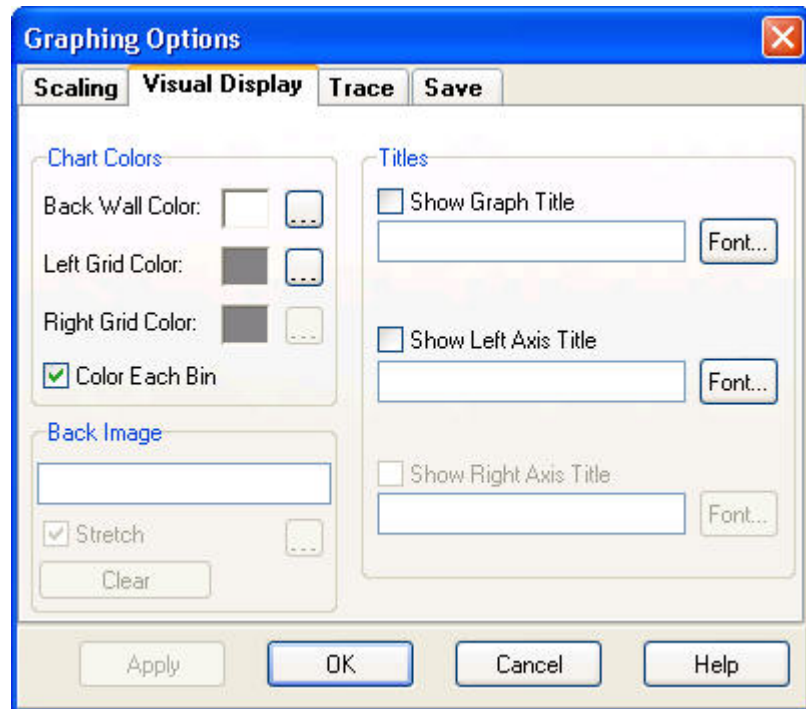 Graphing Options
Scaling Visual Display Trace Save
Chart Colors
Back Wall Color: ...
Left Grid Color: ...
Right Grid Color: ...
Color Each Bin
Back Image
Stretch ...
Clear
Titles
Show Graph Title
Font...
Show Left Axis Title
Font...
Show Right Axis Title
Font...
Apply OK Cancel Help